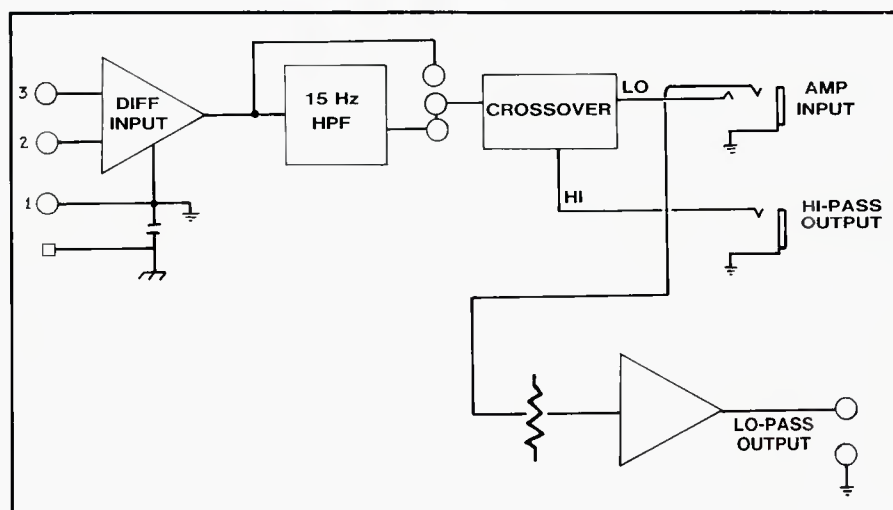 3
DIFF
INPUT
2
1
15 Hz
HPF
CROSSOVER
LO
HI
AMP
INPUT
HI-PASS
OUTPUT
LO-PASS
OUTPUT